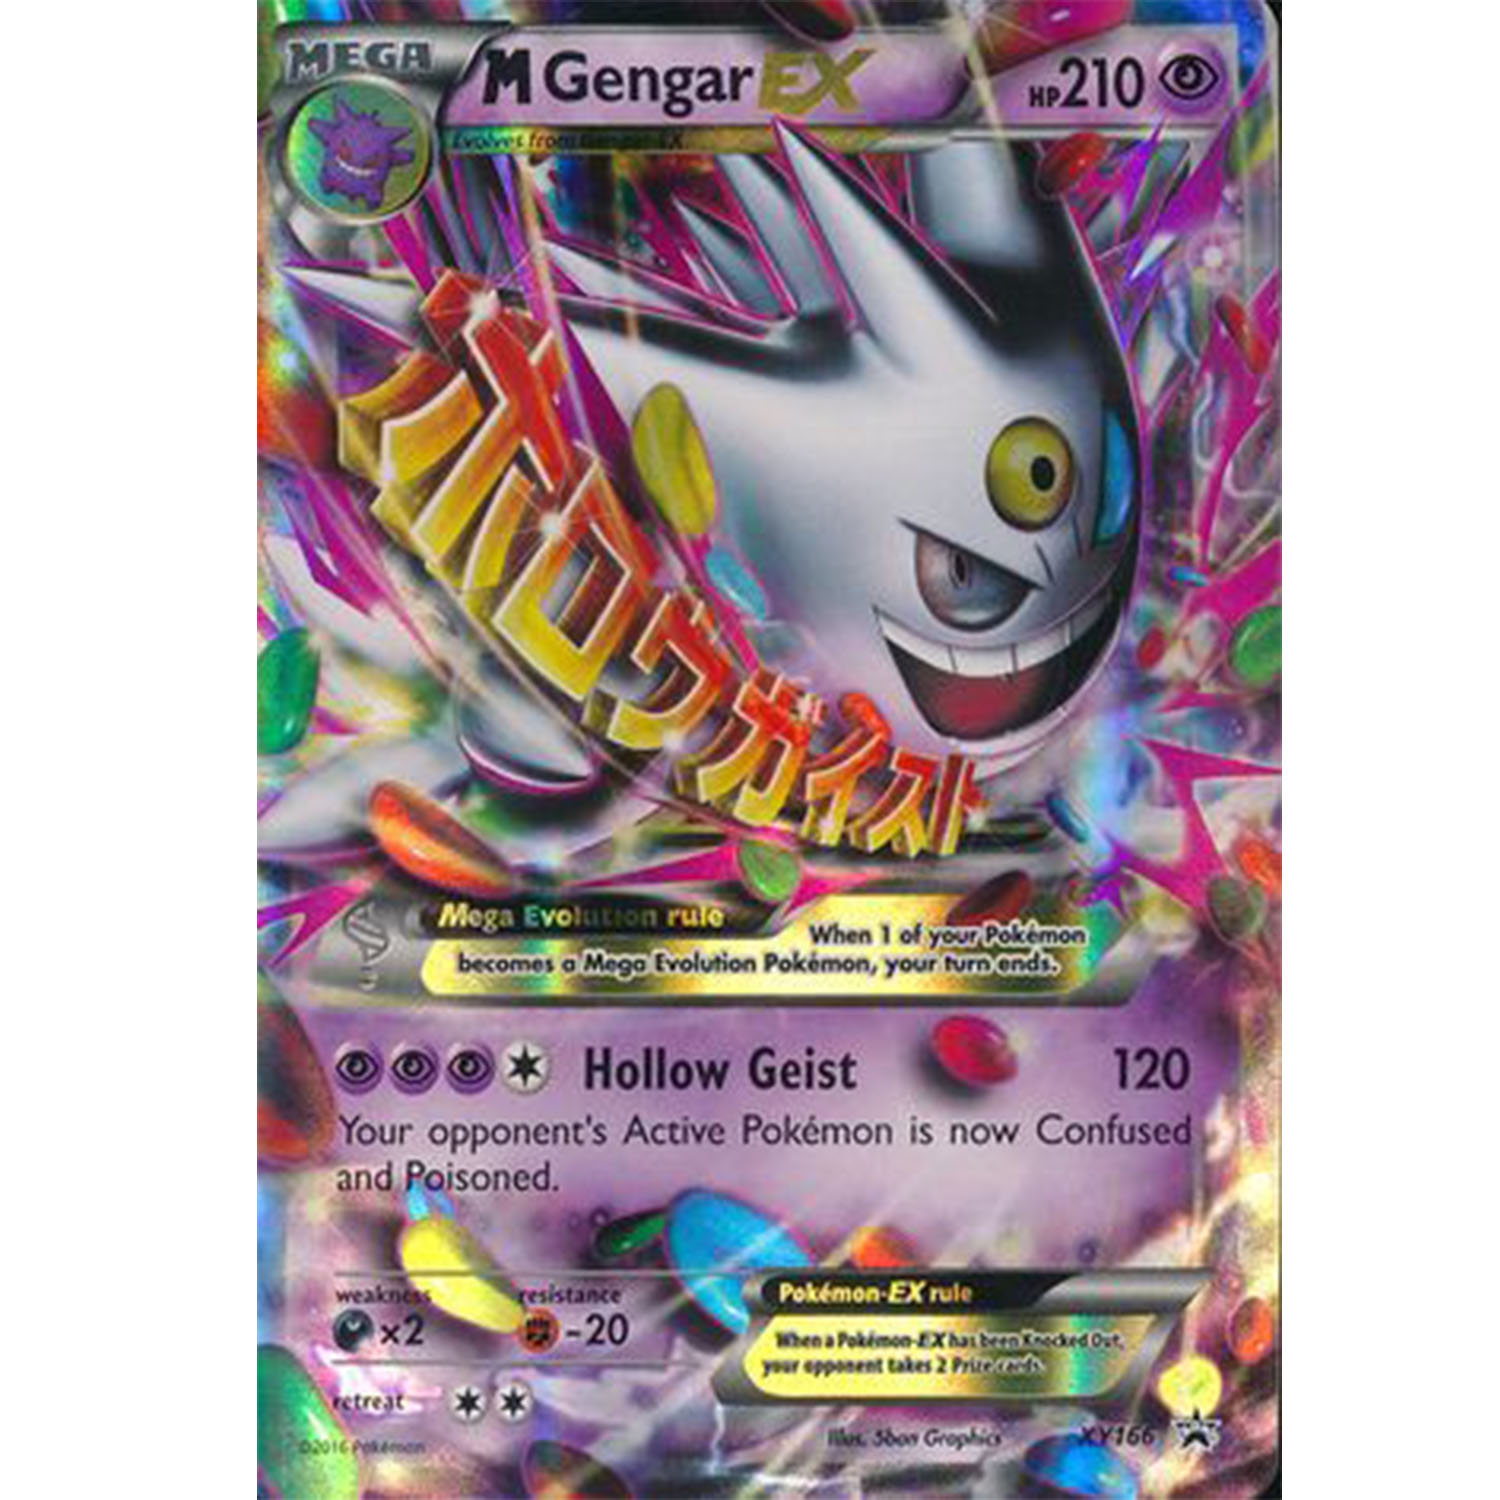 MEGA
M Gengar EX
HP210
Evolves from Gengar-EX
ホロウガイスト
Mega Evolution rule
When 1 of your Pokémon
becomes a Mega Evolution Pokémon, your turn ends.
Hollow Geist 120
Your opponent's Active Pokémon is now Confused
and Poisoned.
weakness resistance
×2 -20
retreat
Pokémon-EX rule
When a Pokémon-EX has been Knocked Out,
your opponent takes 2 Prize cards.
©2016 Pokémon
Illus. 5ban Graphics
XY166